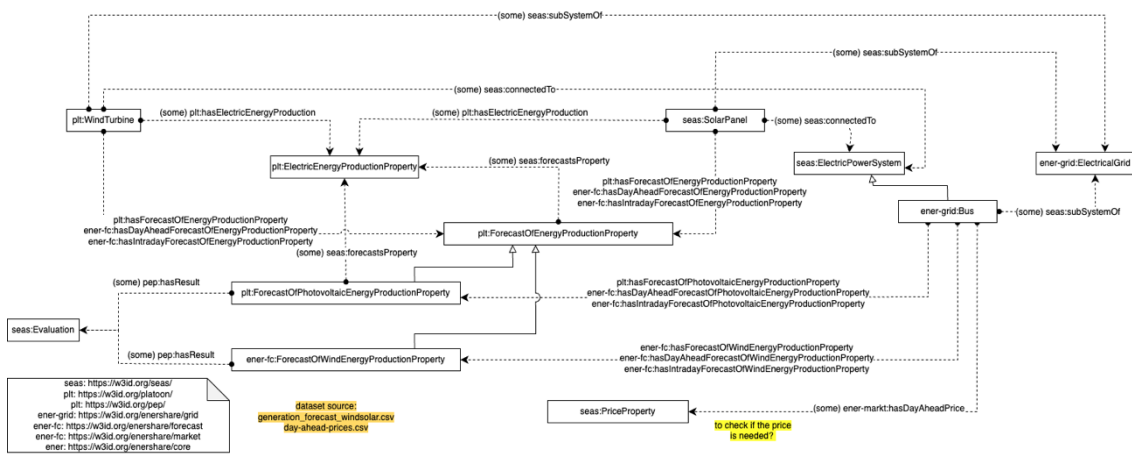 (some) seas:subSystemOf
(some) seas:subSystemOf
(some) seas:connectedTo
(some) plt:hasElectricEnergyProduction
(some) plt:hasElectricEnergyProduction
plt:WindTurbine
seas:SolarPanel
(some) seas:connectedTo
plt:ElectricEnergyProductionProperty
(some) seas:forecastsProperty
seas:ElectricPowerSystem
ener-grid:ElectricalGrid
plt:hasForecastOfEnergyProductionProperty
ener-fc:hasDayAheadForecastOfEnergyProductionProperty
ener-fc:hasIntradayForecastOfEnergyProductionProperty
ener-grid:Bus
(some) seas:subSystemOf
plt:hasForecastOfEnergyProductionProperty
ener-fc:hasDayAheadForecastOfEnergyProductionProperty
ener-fc:hasIntradayForecastOfEnergyProductionProperty
plt:ForecastOfEnergyProductionProperty
(some) seas:forecastsProperty
(some) pep:hasResult
plt:ForecastOfPhotovoltaicEnergyProductionProperty
plt:hasForecastOfPhotovoltaicEnergyProductionProperty
ener-fc:hasDayAheadForecastOfPhotovoltaicEnergyProductionProperty
ener-fc:hasIntradayForecastOfPhotovoltaicEnergyProductionProperty
seas:Evaluation
(some) pep:hasResult
ener-fc:ForecastOfWindEnergyProductionProperty
ener-fc:hasForecastOfWindEnergyProductionProperty
ener-fc:hasDayAheadForecastOfWindEnergyProductionProperty
ener-fc:hasIntradayForecastOfWindEnergyProductionProperty
seas: https://w3id.org/seas/
plt: https://w3id.org/platoon/
plt: https://w3id.org/pep/
ener-grid: https://w3id.org/enershare/grid
ener-fc: https://w3id.org/enershare/forecast
ener-fc: https://w3id.org/enershare/market
ener: https://w3id.org/enershare/core
dataset source:
generation_forecast_windsolar.csv
day-ahead-prices.csv
seas:PriceProperty
(some) ener-markt:hasDayAheadPrice
to check if the price
is needed?